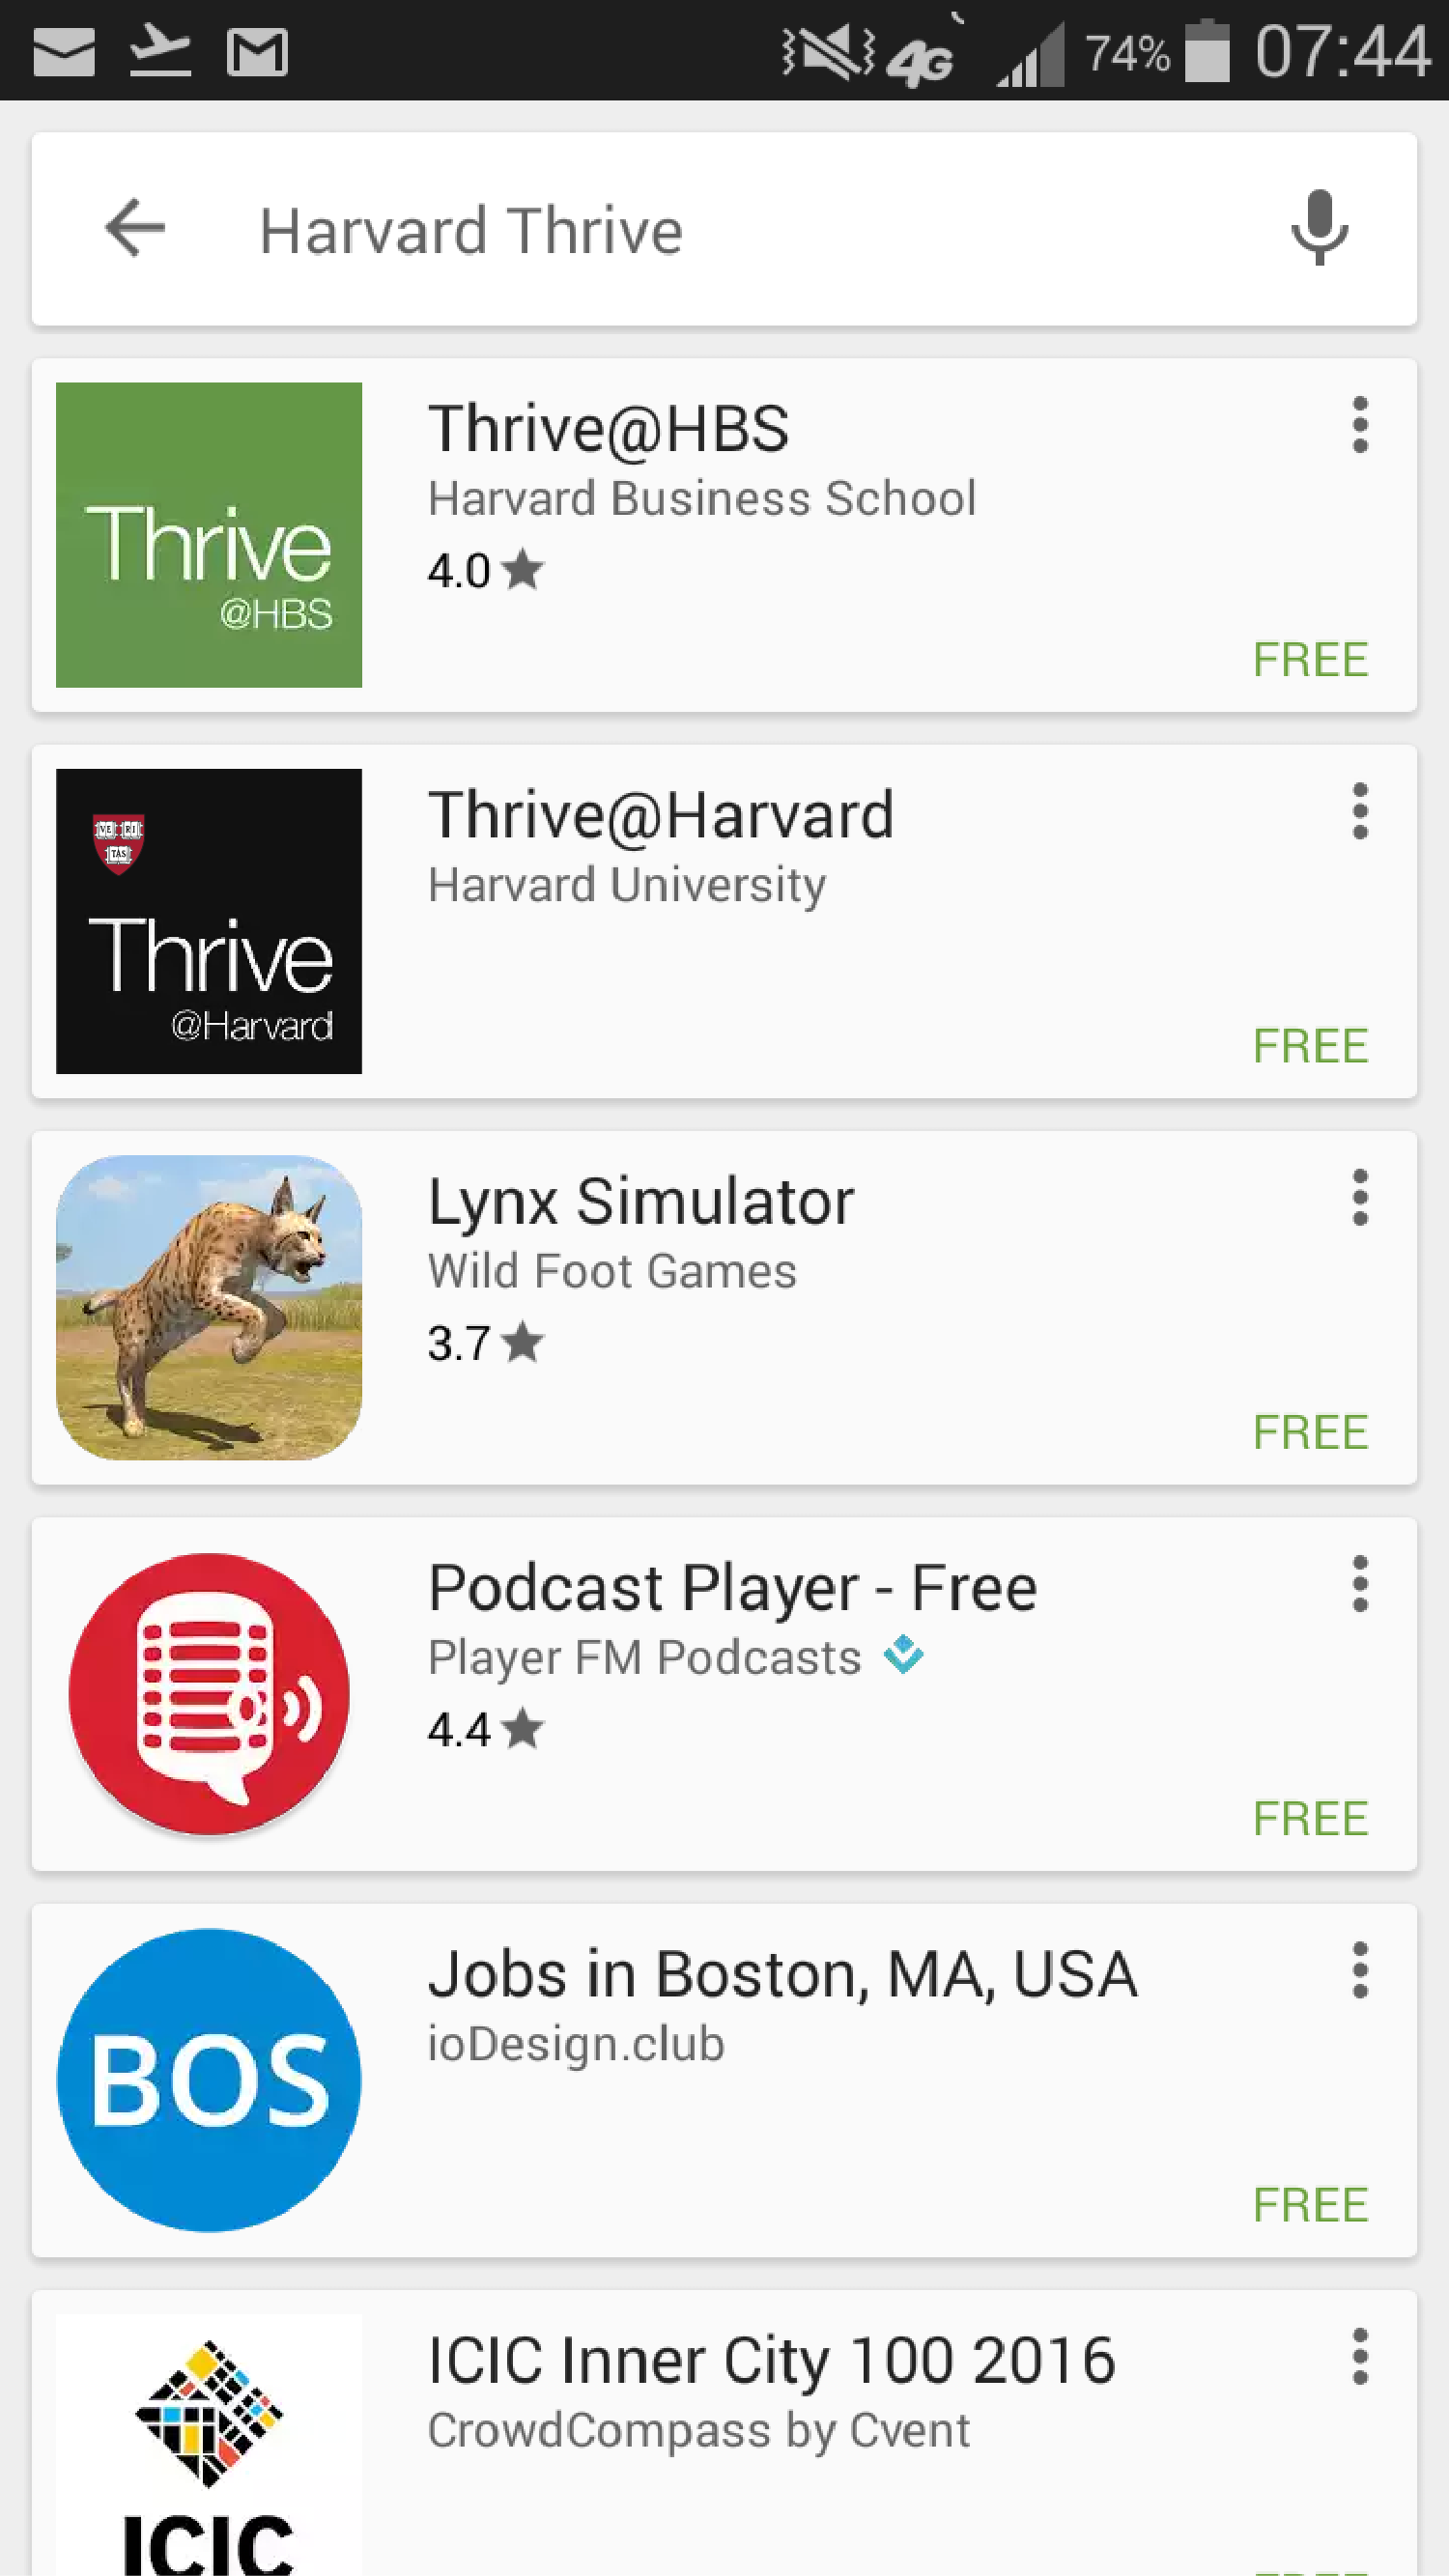 4G 74% 07:44
Harvard Thrive
Thrive
@HBS
Thrive@HBS
Harvard Business School
4.0
FREE
VE RI
TAS
Thrive
@Harvard
Thrive@Harvard
Harvard University
FREE
Lynx Simulator
Wild Foot Games
3.7
FREE
Podcast Player - Free
Player FM Podcasts
4.4
FREE
BOS
Jobs in Boston, MA, USA
ioDesign.club
FREE
ICIC
ICIC Inner City 100 2016
CrowdCompass by Cvent